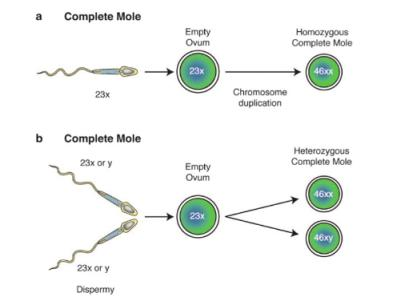 a Complete Mole
Empty
Ovum
Homozygous
Complete Mole
23x
46xx
23x
Chromosome
duplication
b Complete Mole
23x or y
Empty
Ovum
Heterozygous
Complete Mole
46xx
23x
46xy
23x or y
Dispermy